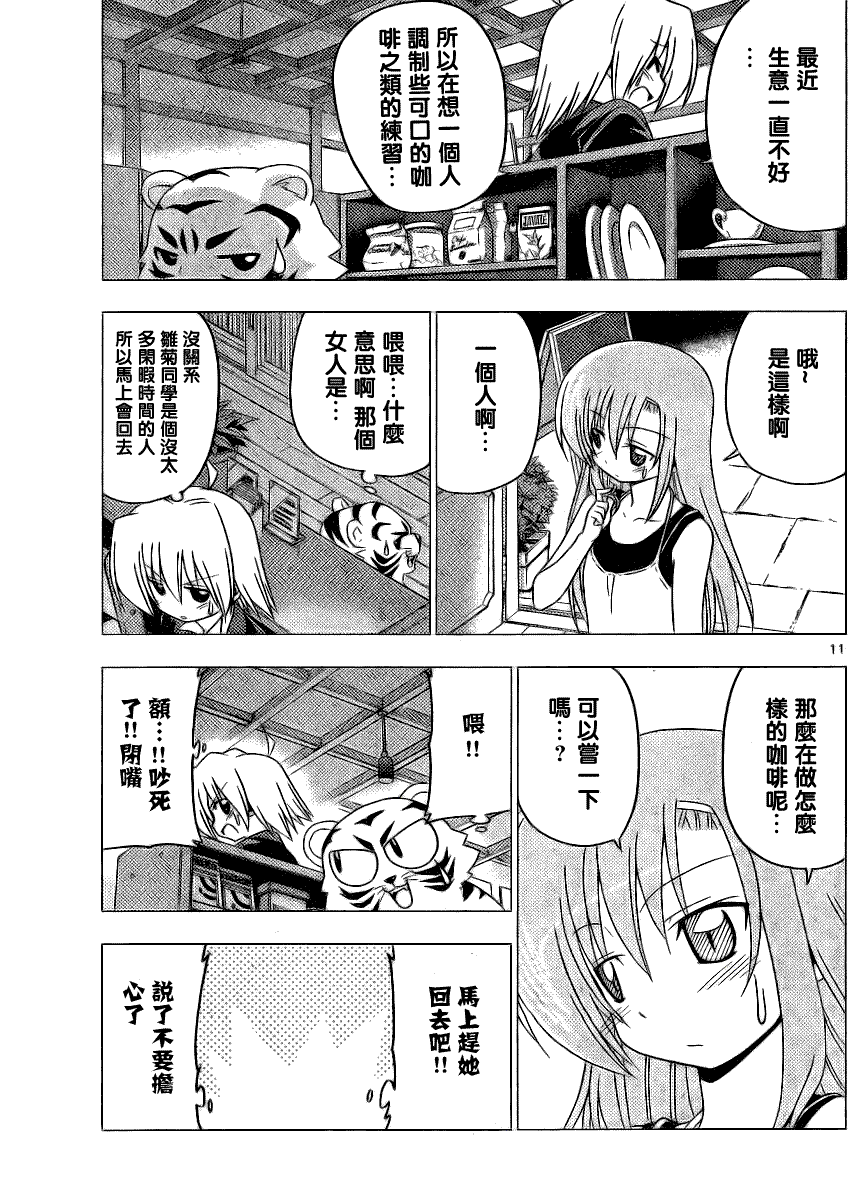 最近
生意一直不好
…
所以在想一個人
調制些可口的咖
啡之類的練習…
JAVATE
哦~
是這樣啊
一個人啊…
喂喂…什麼
意思啊 那個
女人是…
沒關系
雛菊同學是個沒太
多閑暇時間的人
所以馬上會回去
11
那麼在做怎麼
樣的咖啡呢…
可以嘗一下
嗎…?
喂!!
額…!!吵死
了!!閉嘴
馬上趕她
回去吧!!
說了不要擔
心了